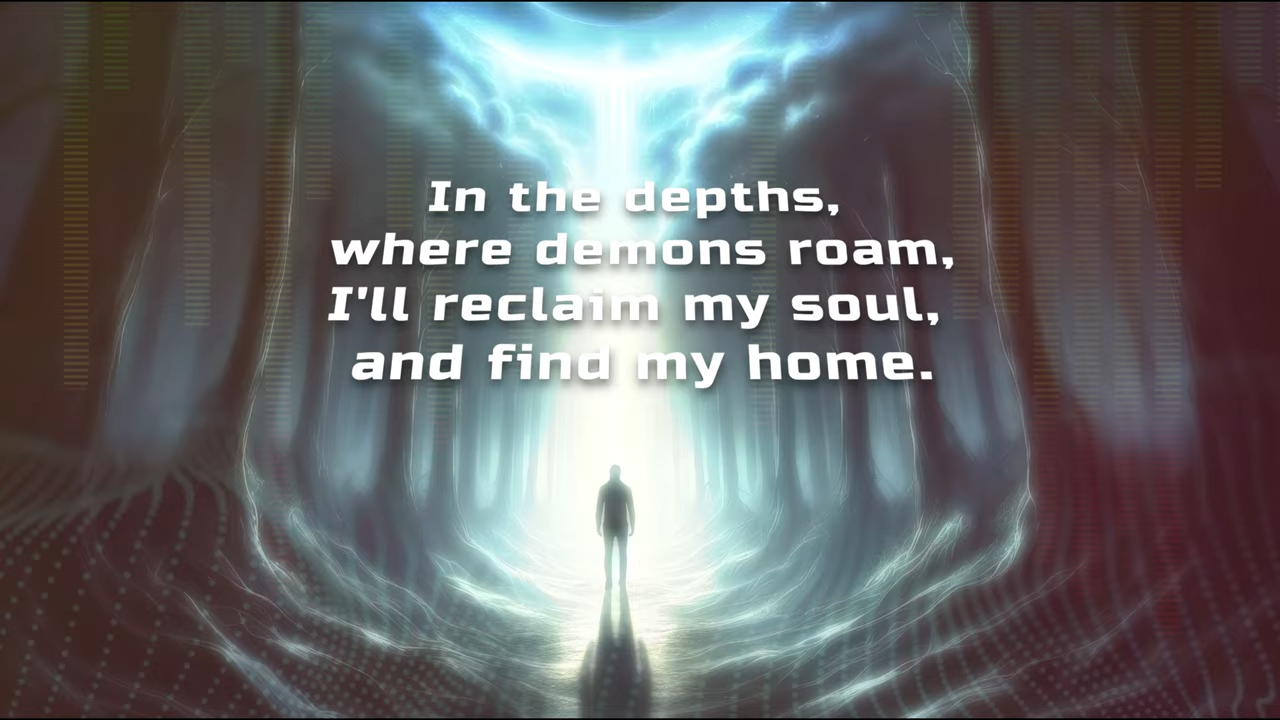 In the depths,
where demons roam,
I'll reclaim my soul,
and find my home.